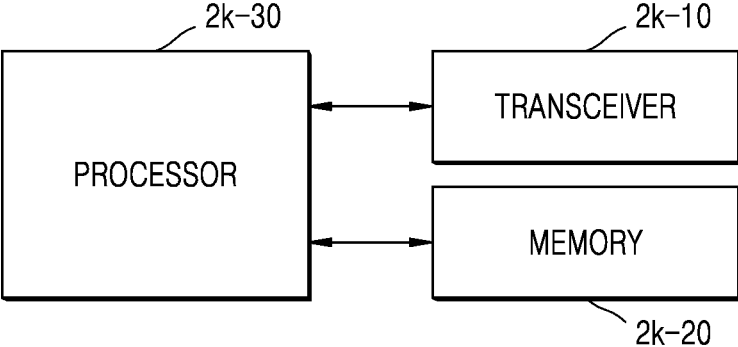 2k-30
2k-10
PROCESSOR
TRANSCEIVER
MEMORY
2k-20